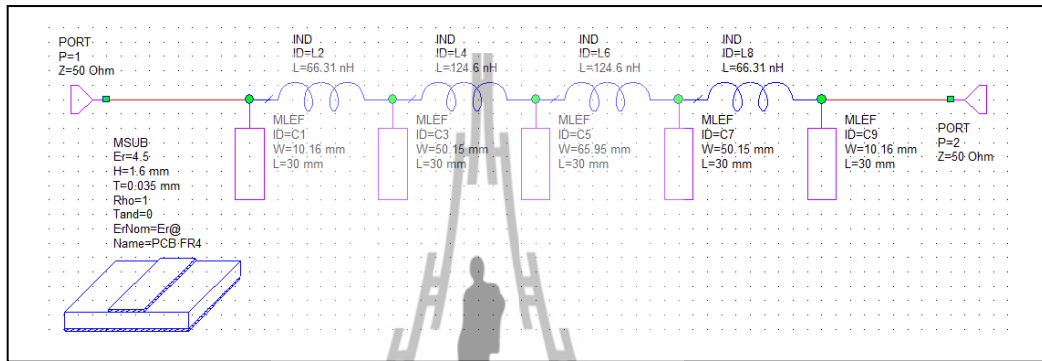 PORT
P=1
Z=50 Ohm
IND
ID=L2
L=66.31 nH
IND
ID=L4
L=124.6 nH
IND
ID=L6
L=124.6 nH
IND
ID=L8
L=66.31 nH
MLEF
ID=C1
W=10.16 mm
L=30 mm
MLEF
ID=C3
W=50.15 mm
L=30 mm
MLEF
ID=C5
W=65.95 mm
L=30 mm
MLEF
ID=C7
W=50.15 mm
L=30 mm
MLEF
ID=C9
W=10.16 mm
L=30 mm
PORT
P=2
Z=50 Ohm
MSUB
Er=4.5
H=1.6 mm
T=0.035 mm
Rho=1
Tand=0
ErNom=Er@
Name=PCB FR4